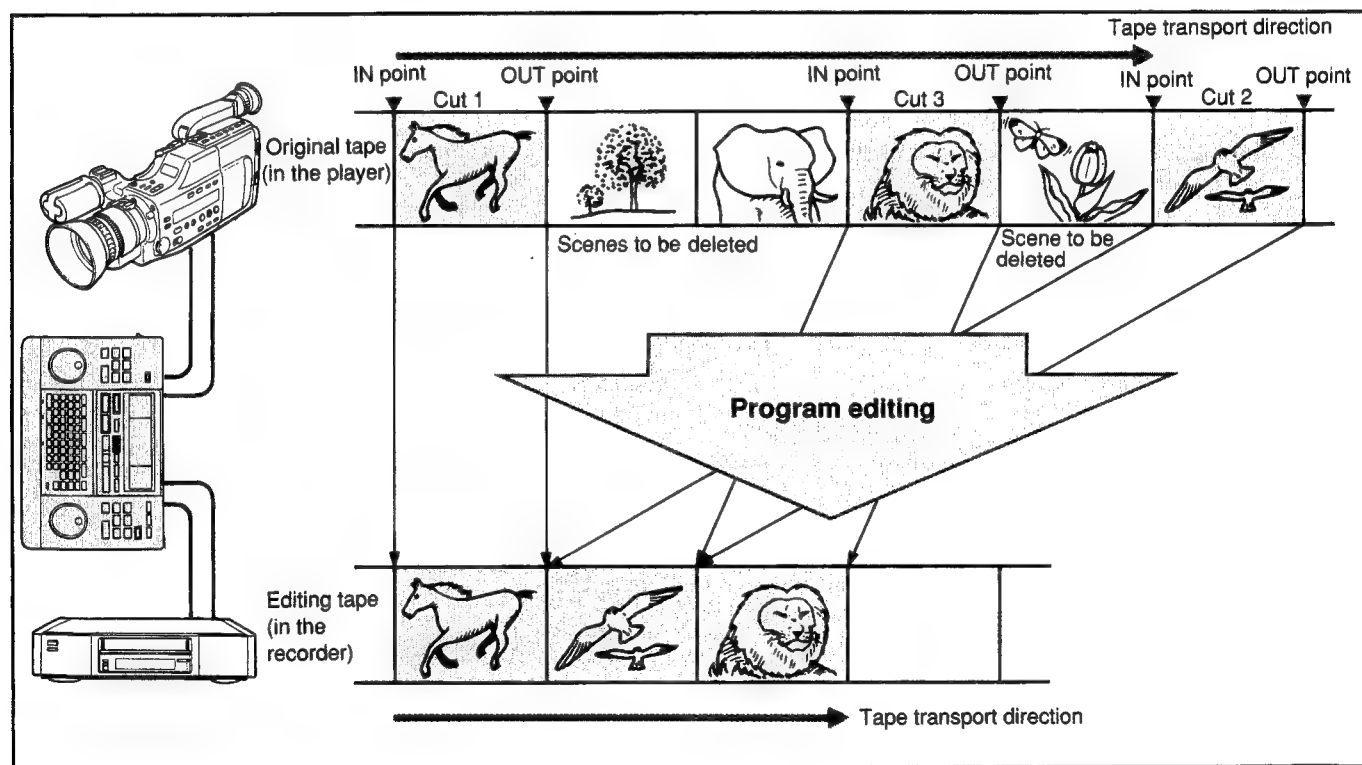 Tape transport direction
IN point
OUT point
IN point
OUT point
IN point
OUT point
Cut 1
Cut 3
Cut 2
Original tape
(in the player)
Scenes to be deleted
Scene to be
deleted
Program editing
Editing tape
(in the
recorder)
Tape transport direction